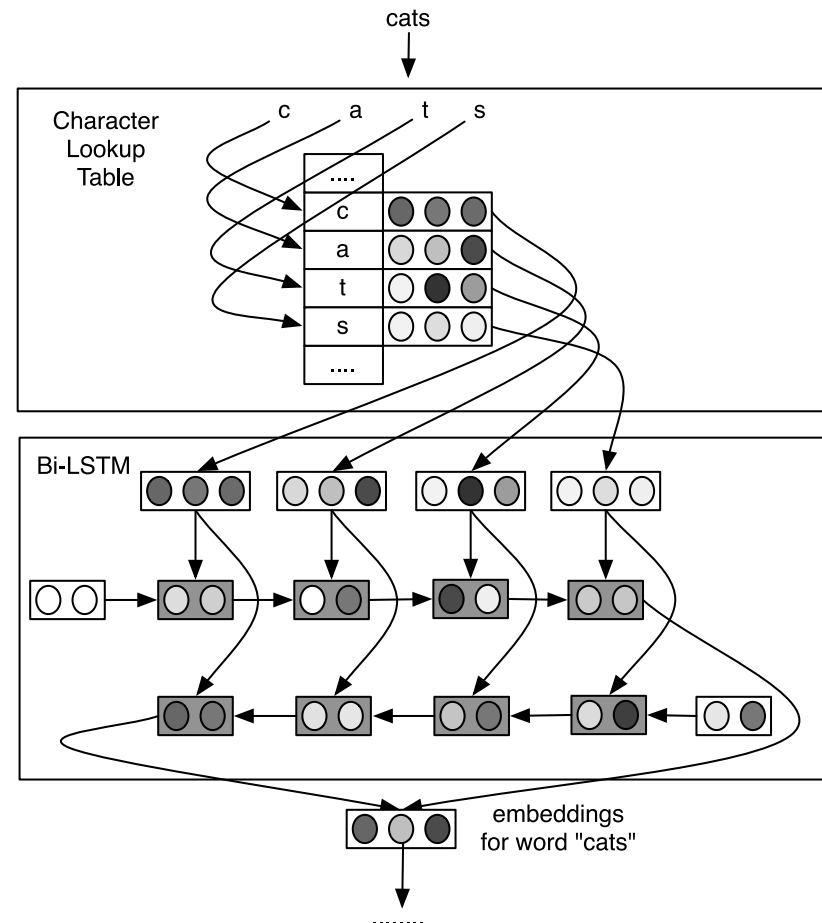 cats
Character
Lookup
Table
c a t s
....
c
a
t
s
....
Bi-LSTM
embeddings
for word "cats"
........